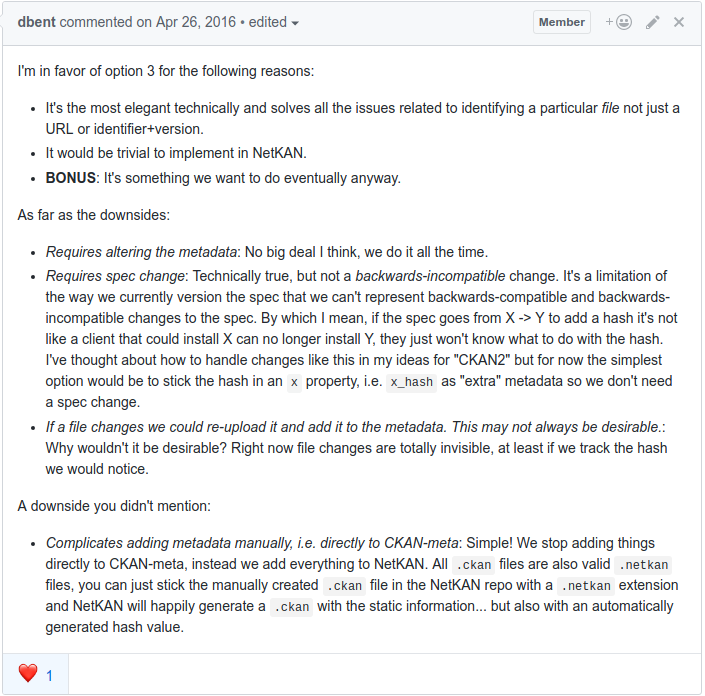 dbent commented on Apr 26, 2016 • edited
Member
I'm in favor of option 3 for the following reasons:
• It's the most elegant technically and solves all the issues related to identifying a particular file not just a
URL or identifier+version.
• It would be trivial to implement in NetKAN.
• BONUS: It's something we want to do eventually anyway.
As far as the downsides:
• Requires altering the metadata: No big deal I think, we do it all the time.
• Requires spec change: Technically true, but not a backwards-incompatible change. It's a limitation of
the way we currently version the spec that we can't represent backwards-compatible and backwards-
incompatible changes to the spec. By which I mean, if the spec goes from X -> Y to add a hash it's not
like a client that could install X can no longer install Y, they just won't know what to do with the hash.
I've thought about how to handle changes like this in my ideas for "CKAN2" but for now the simplest
option would be to stick the hash in an x property, i.e. x_hash as "extra" metadata so we don't need
a spec change.
• If a file changes we could re-upload it and add it to the metadata. This may not always be desirable.:
Why wouldn't it be desirable? Right now file changes are totally invisible, at least if we track the hash
we would notice.
A downside you didn't mention:
• Complicates adding metadata manually, i.e. directly to CKAN-meta: Simple! We stop adding things
directly to CKAN-meta, instead we add everything to NetKAN. All .ckan files are also valid .netkan
files, you can just stick the manually created .ckan file in the NetKAN repo with a .netkan extension
and NetKAN will happily generate a .ckan with the static information... but also with an automatically
generated hash value.
1